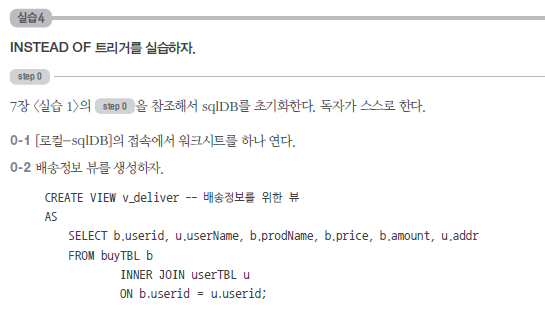 실습 4
INSTEAD OF 트리거를 실습하자.
step 0
7장 〈실습 1〉의 step 0 을 참조해서 sqlDB를 초기화한다. 독자가 스스로 한다.
0-1 [로컬-sqlDB]의 접속에서 워크시트를 하나 연다.
0-2 배송정보 뷰를 생성하자.
CREATE VIEW v_deliver -- 배송정보를 위한 뷰
AS
SELECT b.userid, u.userName, b.prodName, b.price, b.amount, u.addr
FROM buyTBL b
INNER JOIN userTBL u
ON b.userid = u.userid;